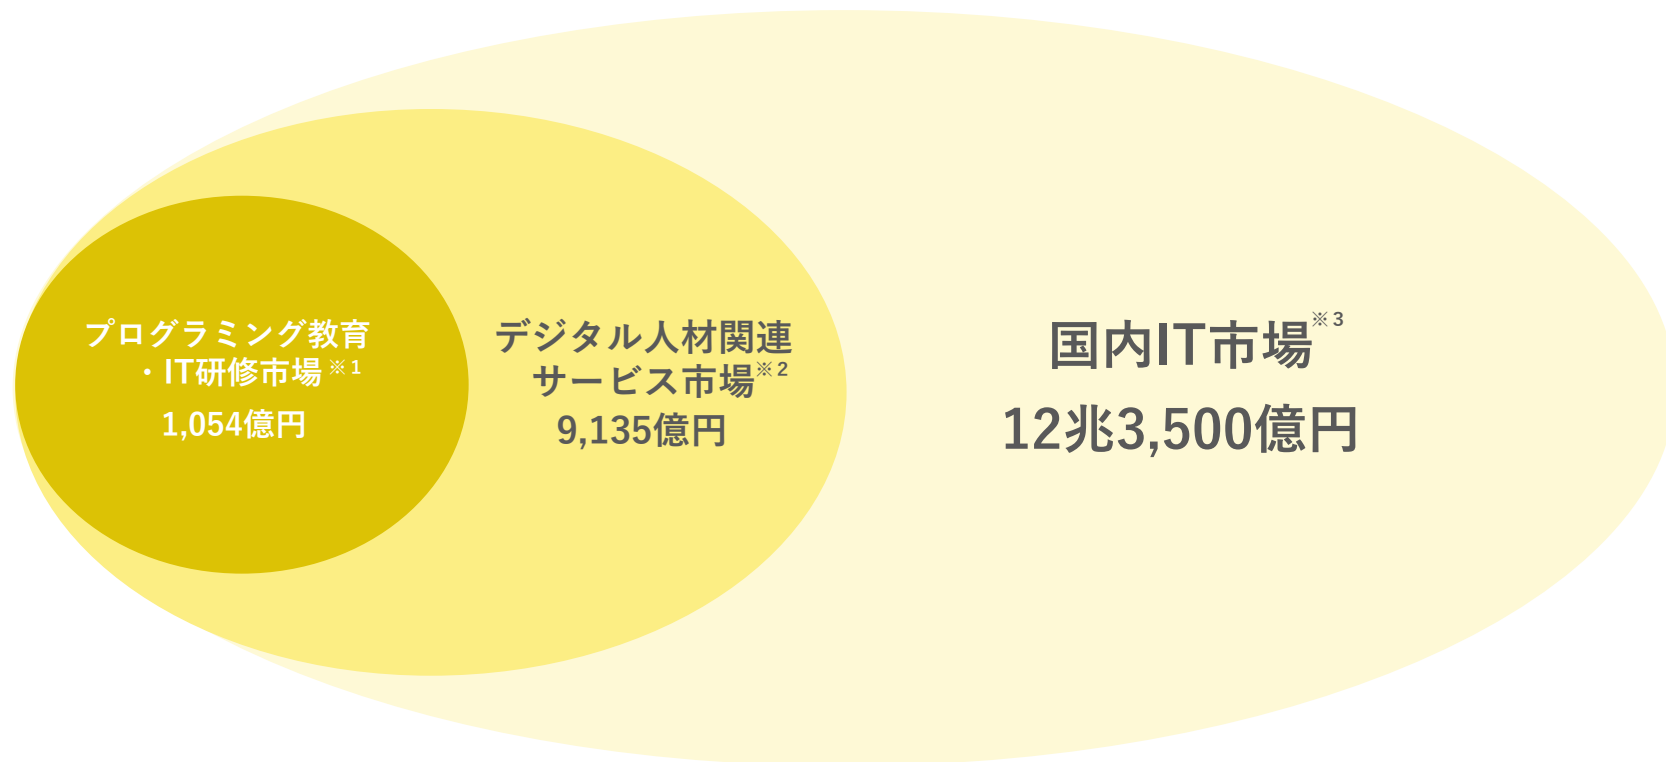 プログラミング教育
・IT研修市場※1
1,054億円
デジタル人材関連
サービス市場※2
9,135億円
国内IT市場※3
12兆3,500億円